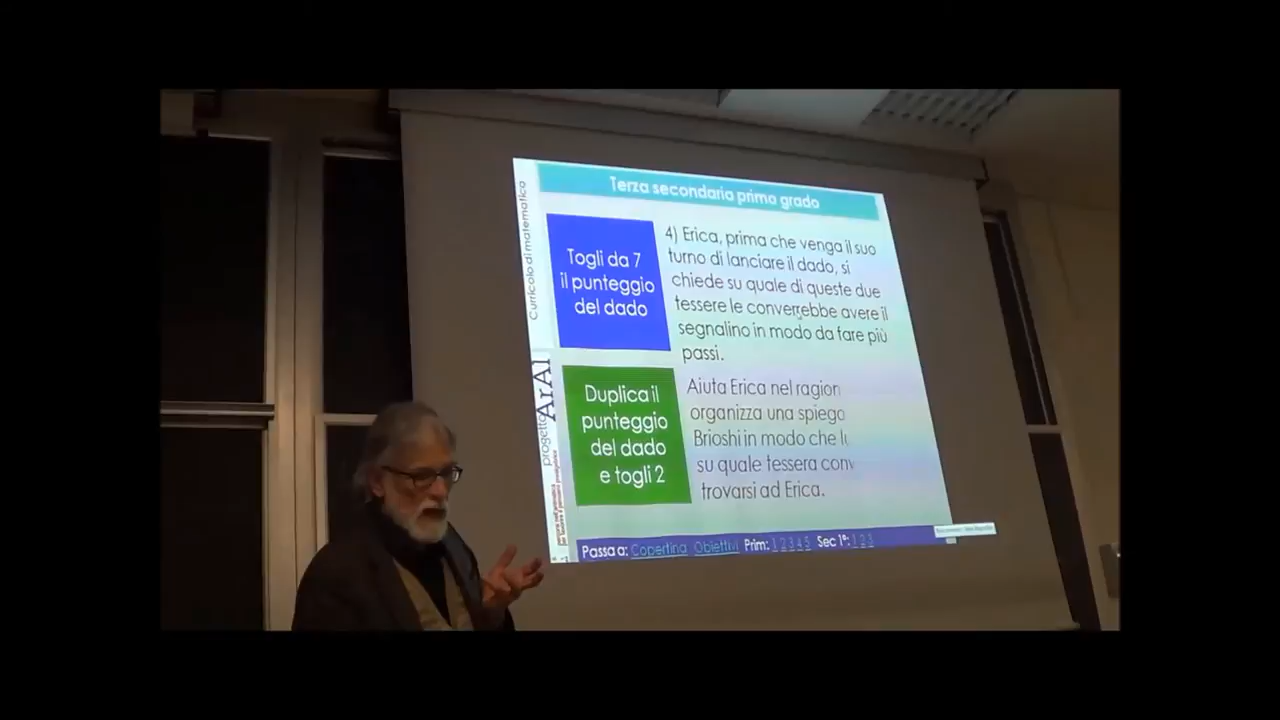 Terza secondaria primo grado
Curricolo di matematica
Togli da 7
il punteggio
del dado
4) Erica, prima che venga il suo
turno di lanciare il dado, si
chiede su quale di queste due
tessere le converrebbe avere il
segnalino in modo da fare più
passi.
progetto ArAl
Duplica il
punteggio
del dado
e togli 2
Aiuta Erica nel ragion
organizza una spiega
Brioshi in modo che
su quale tessera conv
trovarsi ad Erica.
Passa a: Copertina Obiettivi Prim: 1 2 3 4 5 Sec 1°: 1 2 3